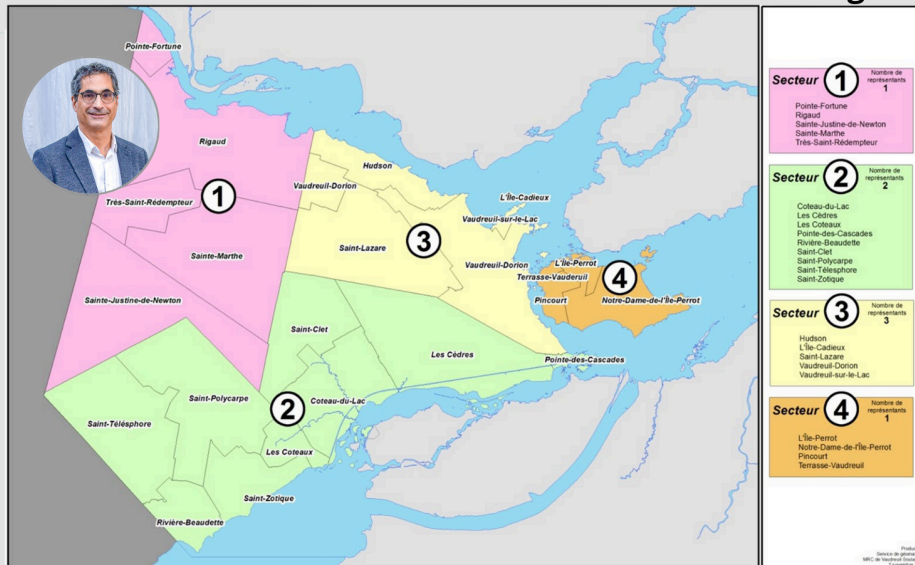 Pointe-Fortune
Rigaud
Hudson
Vaudreuil-Dorion
L'Île-Cadieux
Très-Saint-Rédempteur
1
Vaudreuil-sur-le-Lac
Sainte-Marthe
Saint-Lazare
3
Vaudreuil-Dorion
L'Île-Perrot
Terrasse-Vauderuil
4
Sainte-Justine-de-Newton
Pincourt
Notre-Dame-de-l'Île-Perrot
Saint-Clet
Les Cèdres
Pointe-des-Cascades
Saint-Polycarpe
Coteau-du-Lac
2
Saint-Télésphore
Les Coteaux
Saint-Zotique
Rivière-Beaudette
Secteur 1 Nombre de
représentants
1
Pointe-Fortune
Rigaud
Sainte-Justine-de-Newton
Sainte-Marthe
Très-Saint-Rédempteur
Secteur 2 Nombre de
représentants
2
Coteau-du-Lac
Les Cèdres
Les Coteaux
Pointe-des-Cascades
Rivière-Beaudette
Saint-Clet
Saint-Polycarpe
Saint-Télesphore
Saint-Zotique
Secteur 3 Nombre de
représentants
3
Hudson
L'Île-Cadieux
Saint-Lazare
Vaudreuil-Dorion
Vaudreuil-sur-le-Lac
Secteur 4 Nombre de
représentants
1
L'Île-Perrot
Notre-Dame-de-l'Île-Perrot
Pincourt
Terrasse-Vaudreuil
Service de
MRC de Vaudreuil-